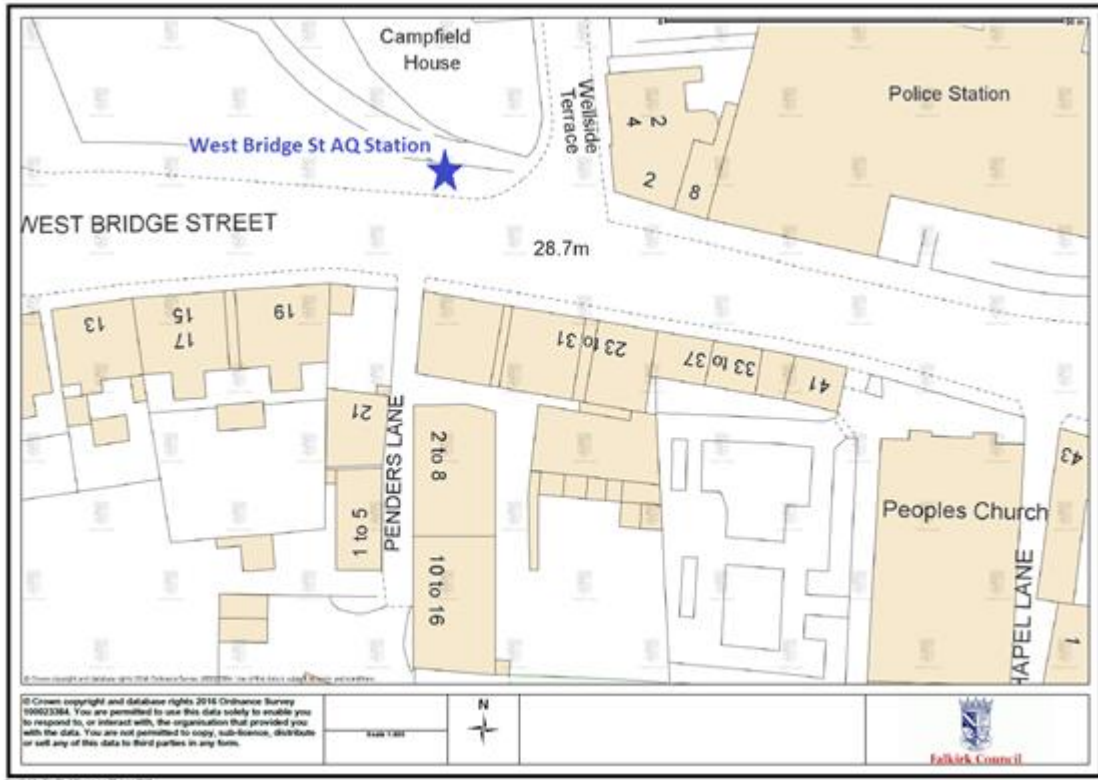 Campfield
House
Wellside
Terrace
2
4
2
8
Police Station
West Bridge St AQ Station
WEST BRIDGE STREET
28.7m
13
15
17
19
23 to 31
33 to 37
41
21
PENDERS LANE
2 to 8
1 to 5
10 to 16
Peoples Church
43
HAPEL LANE
1
© Crown copyright and database rights 2016 Ordnance Survey
100023384. You are permitted to use this data solely to enable you
to respond to, or interact with, the organisation that provided you
with the data. You are not permitted to copy, sub-licence, distribute
or sell any of this data to third parties in any form.
N
Falkirk Council